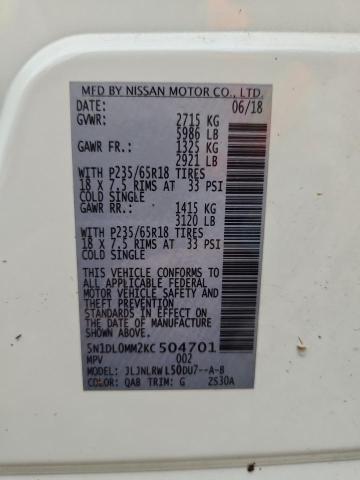 MFD BY NISSAN MOTOR CO., LTD.
DATE: 06/18
GVWR: 2715 KG
5986 LB
GAWR FR.: 1325 KG
2921 LB
WITH P235/65R18 TIRES
18 X 7.5 RIMS AT 33 PSI
COLD SINGLE
GAWR RR.: 1415 KG
3120 LB
WITH P235/65R18 TIRES
18 X 7.5 RIMS AT 33 PSI
COLD SINGLE
THIS VEHICLE CONFORMS TO
ALL APPLICABLE FEDERAL
MOTOR VEHICLE SAFETY AND
THEFT PREVENTION
STANDARDS IN EFFECT ON
THE DATE OF MANUFACTURE
SHOWN ABOVE.
5N1DL0MM2KC504701
MPV 002
MODEL: JLJNLRWL50DU7--A-B
COLOR: QAB TRIM: G ZS30A